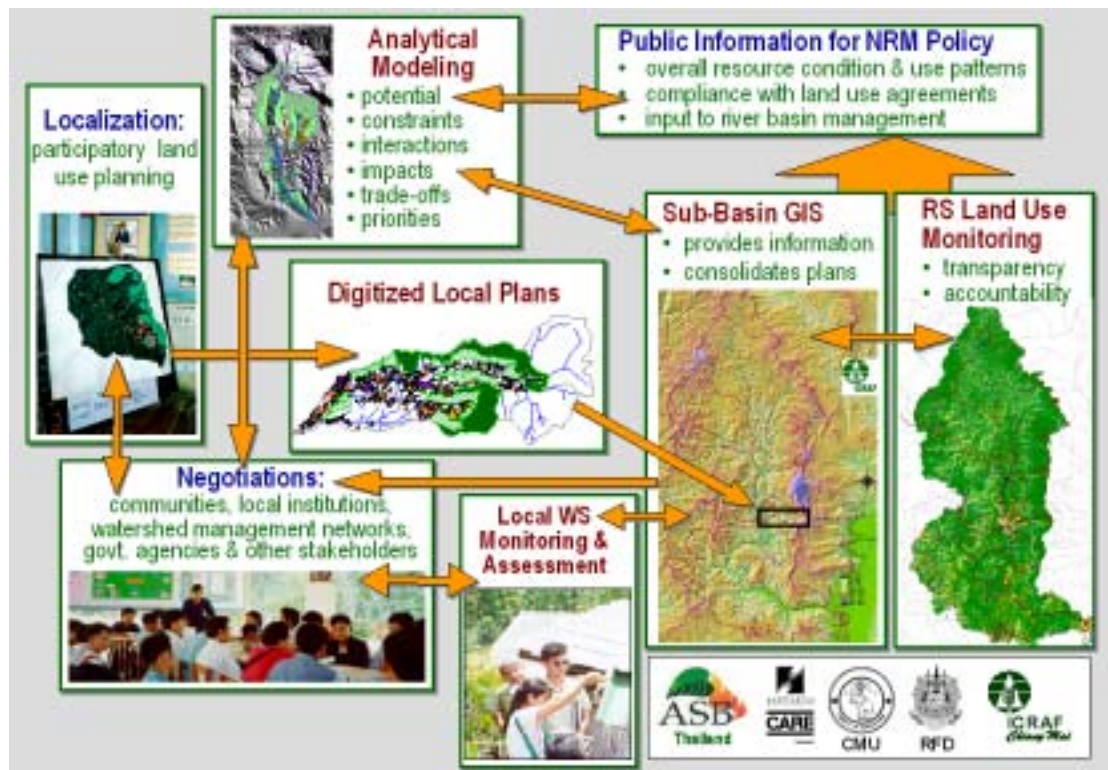 Localization:
participatory land
use planning
Analytical
Modeling
• potential
• constraints
• interactions
• impacts
• trade-offs
• priorities
Public Information for NRM Policy
• overall resource condition & use patterns
• compliance with land use agreements
• input to river basin management
Digitized Local Plans
Sub-Basin GIS
• provides information
• consolidates plans
RS Land Use
Monitoring
• transparency
• accountability
Negotiations:
communities, local institutions,
watershed management networks,
govt. agencies & other stakeholders
Local WS
Monitoring &
Assessment
ASB
Thailand
CARE
CMU
RFD
ICRAF
Chiang Mai